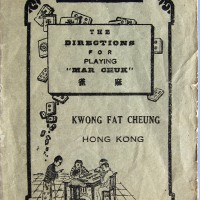 THE
DIRECTIONS
FOR
PLAYING
"MAR CHUK"
雀麻
KWONG FAT CHEUNG
HONG KONG